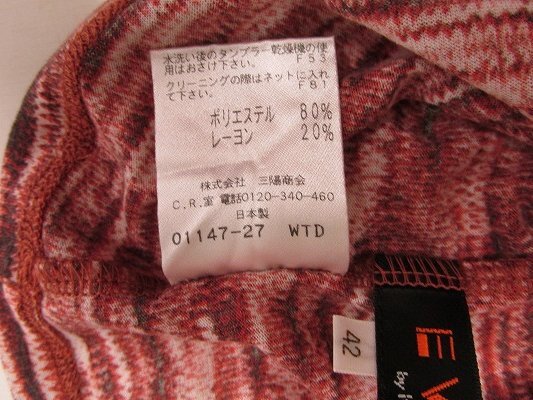 水洗い後のタンブラー乾燥機の使
用はおさけ下さい。 F53
クリーニングの際はネットに入れ
て下さい。 F81
ポリエステル 80%
レーヨン 20%
株式会社 三陽商会
C.R.室 電話0120-340-460
日本製
01147-27 WTD
42
E
by